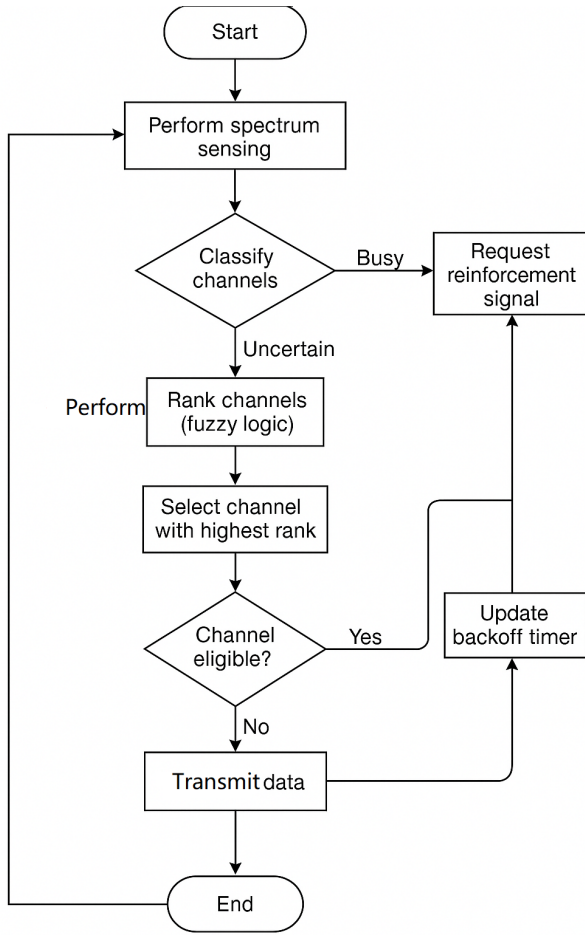 Start
Perform spectrum
sensing
Classify
channels
Busy
Request
reinforcement
signal
Uncertain
Perform
Rank channels
(fuzzy logic)
Select channel
with highest rank
Channel
eligible?
Yes
Update
backoff timer
No
Transmit data
End